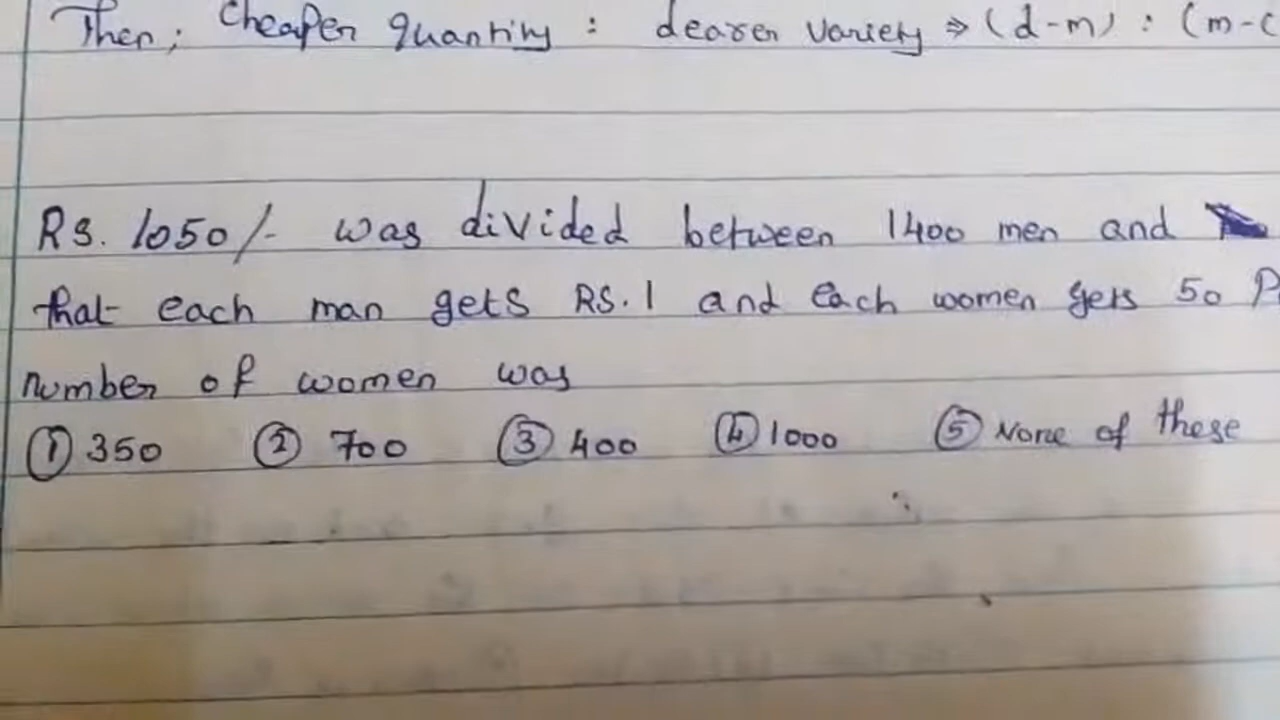 Then; Cheaper quantity : dearer variety ⇒ (d-m) : (m-c
Rs. 1050/- was divided between 1400 men and
that each man gets RS. 1 and each women gets 50 P
number of women was
① 350 ② 700 ③ 400 ④ 1000 ⑤ None of these